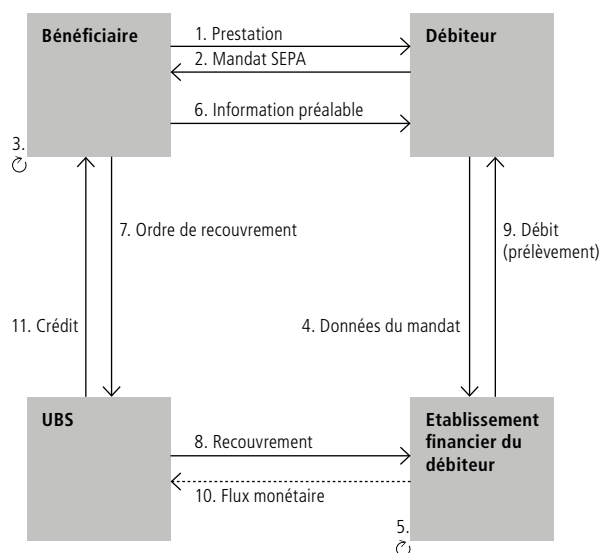 Bénéficiaire
1. Prestation
Débiteur
2. Mandat SEPA
6. Information préalable
3.
7. Ordre de recouvrement
9. Débit
(prélèvement)
11. Crédit
4. Données du mandat
UBS
Etablissement
financier du
débiteur
8. Recouvrement
10. Flux monétaire
5.